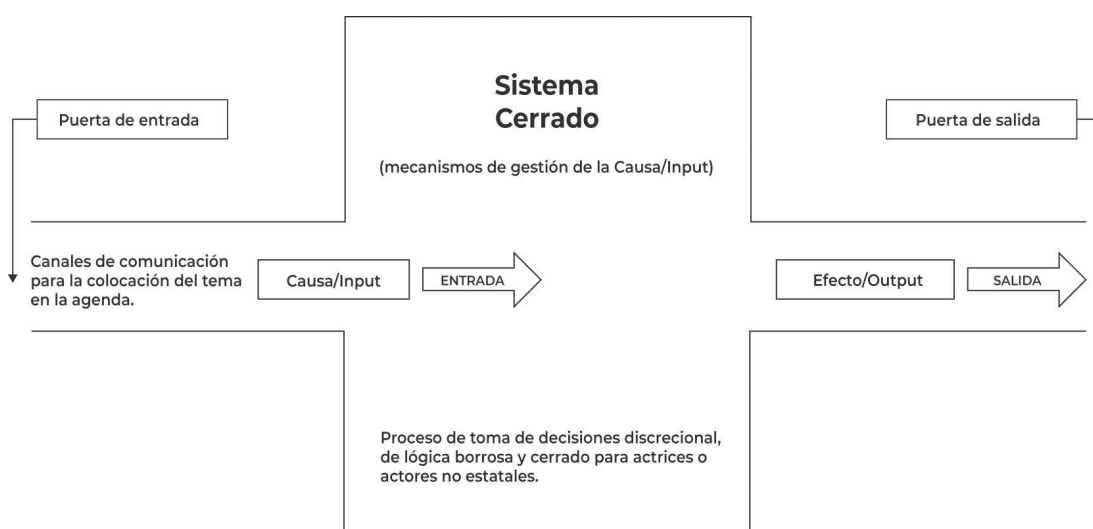 Sistema
Cerrado
Puerta de entrada
Puerta de salida
(mecanismos de gestión de la Causa/Input)
Canales de comunicación
para la colocación del tema
en la agenda.
Causa/Input
ENTRADA
Efecto/Output
SALIDA
Proceso de toma de decisiones discrecional,
de lógica borrosa y cerrado para actrices o
actores no estatales.